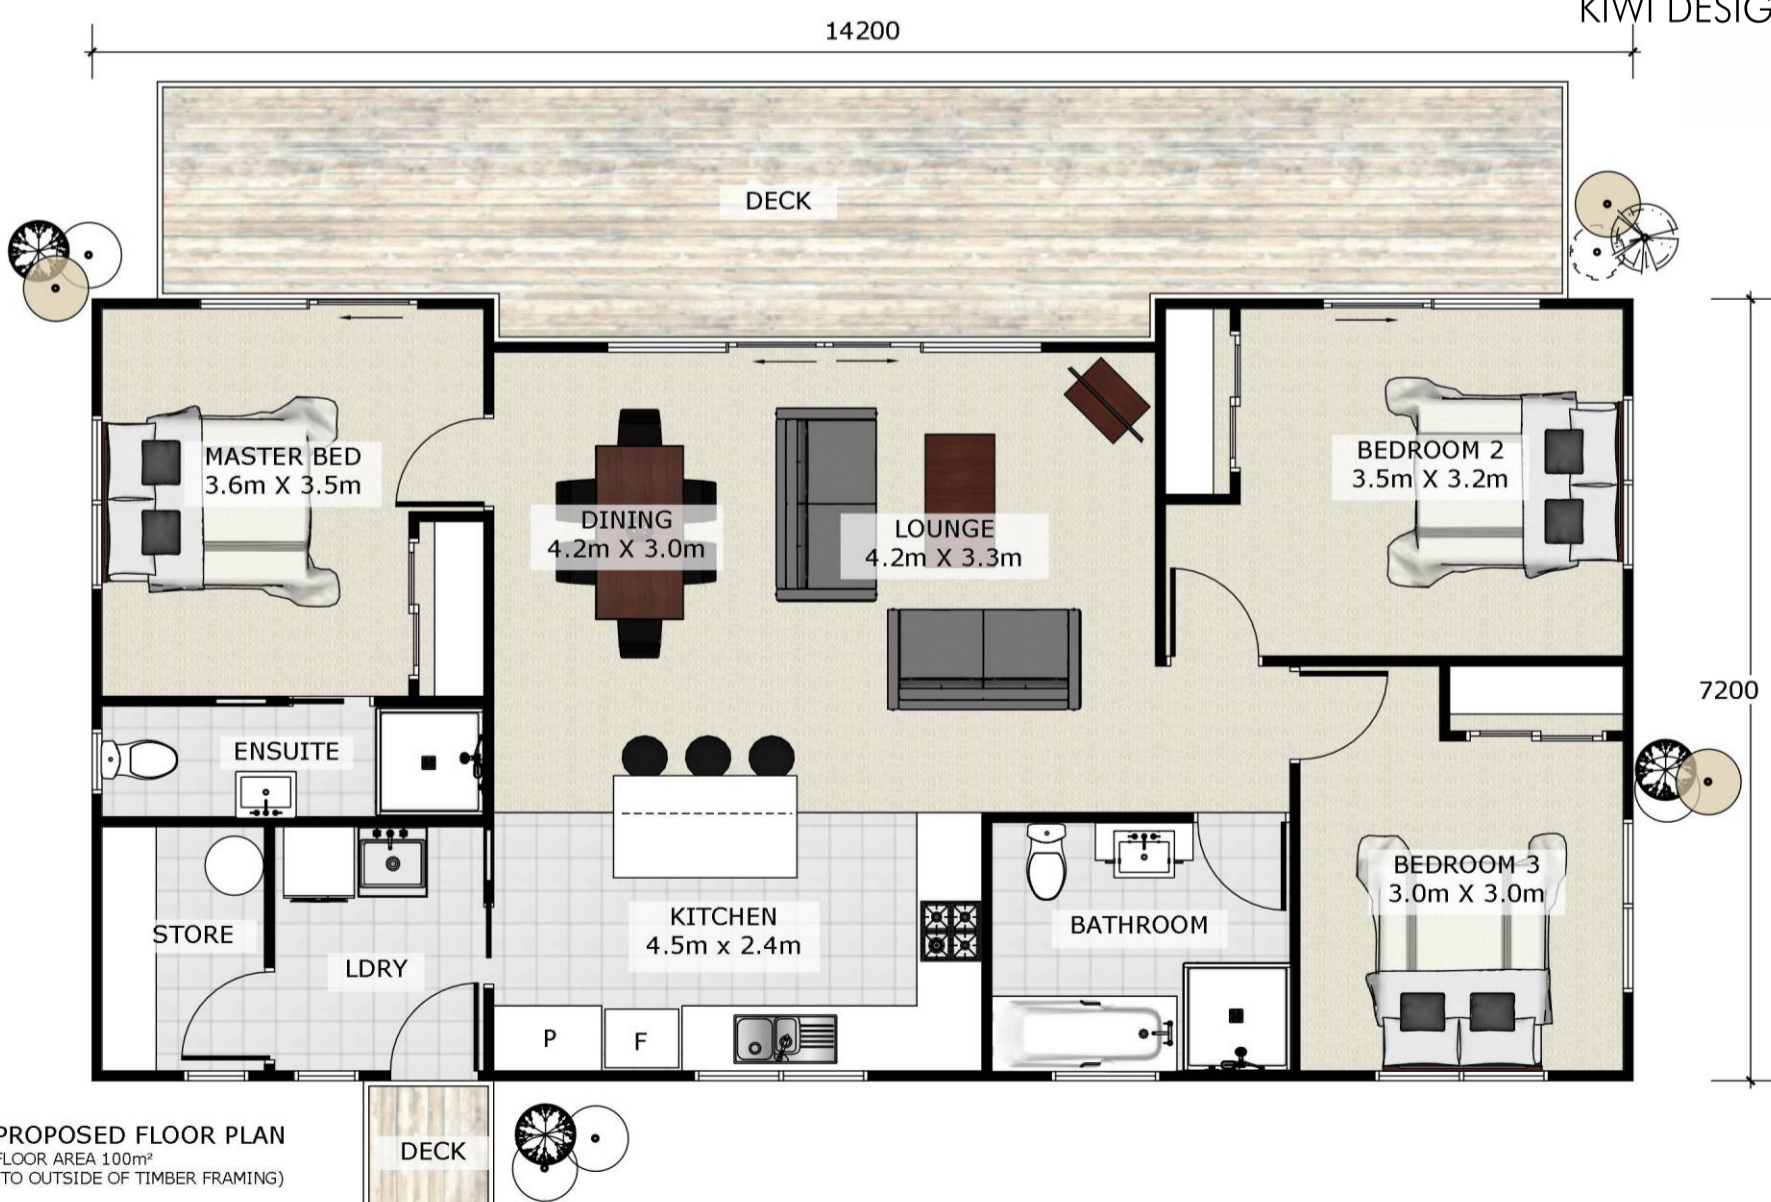 KIWI DESIG
14200
DECK
MASTER BED
3.6m X 3.5m
BEDROOM 2
3.5m X 3.2m
DINING
4.2m X 3.0m
LOUNGE
4.2m X 3.3m
7200
ENSUITE
BEDROOM 3
3.0m X 3.0m
KITCHEN
4.5m x 2.4m
BATHROOM
STORE
LDRY
P
F
PROPOSED FLOOR PLAN
FLOOR AREA 100m²
TO OUTSIDE OF TIMBER FRAMING)
DECK